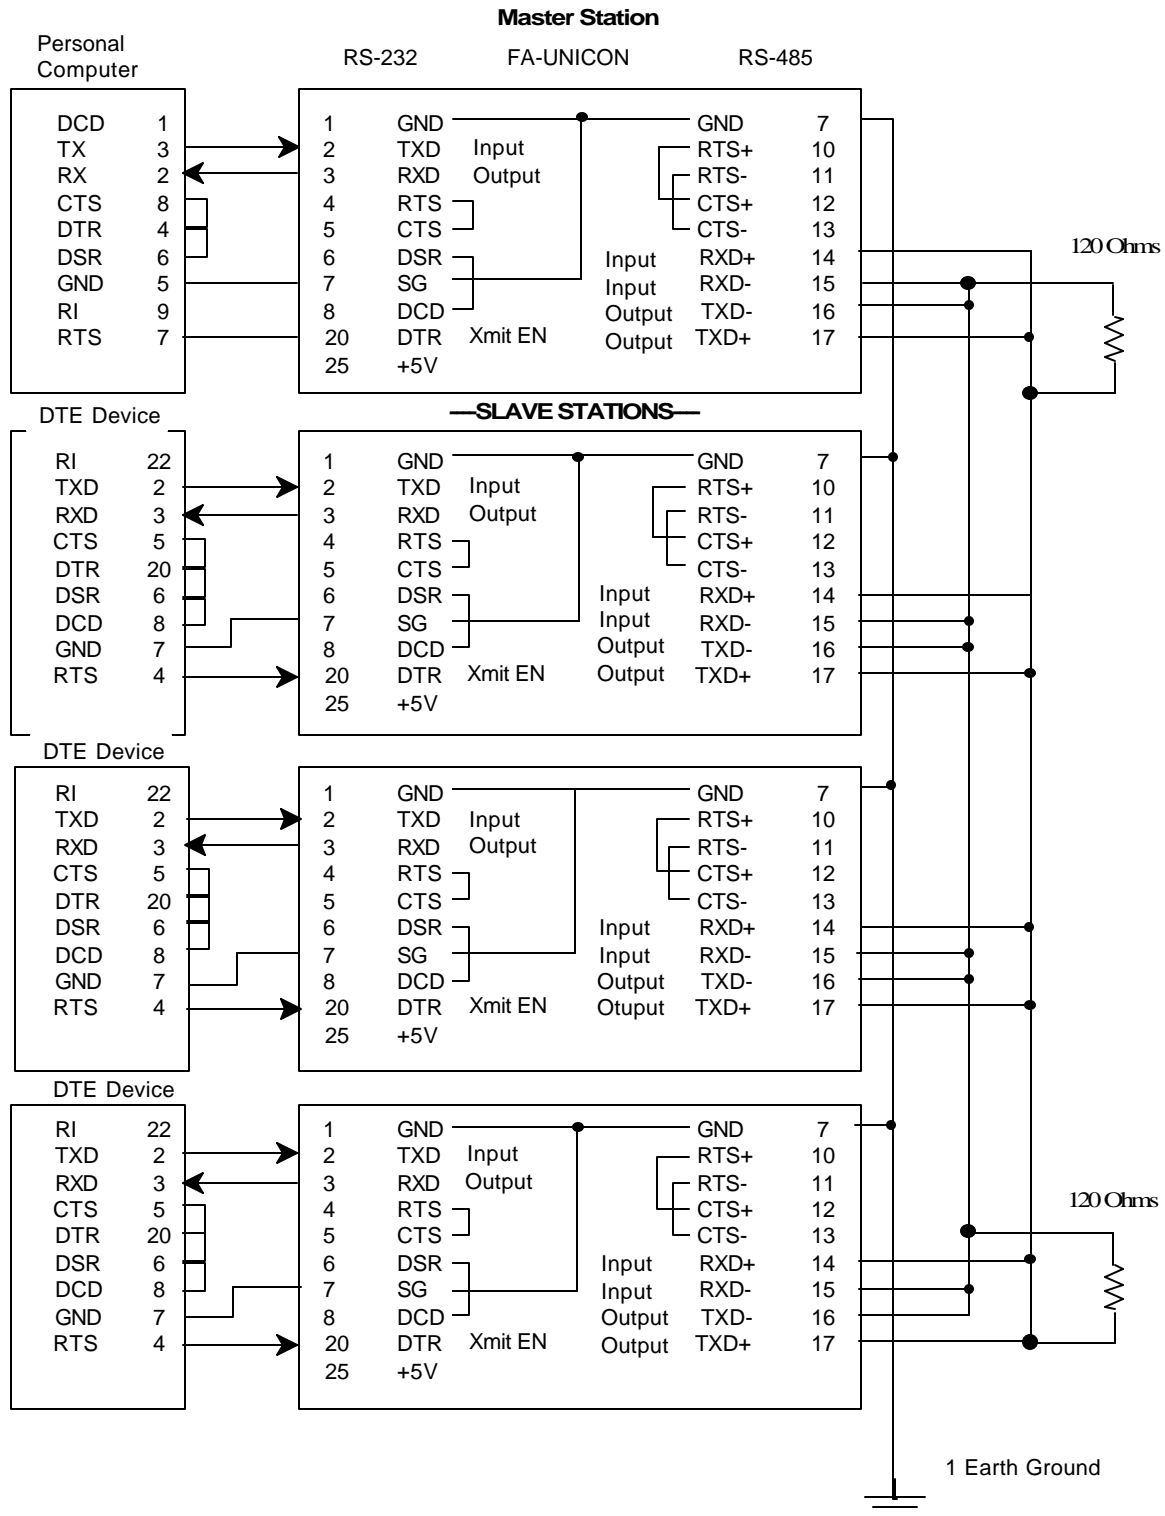 Master Station
Personal
Computer
RS-232 FA-UNICON RS-485
DCD 1 1 GND GND 7
TX 3 2 TXD Input RTS+ 10
RX 2 3 RXD Output RTS- 11
CTS 8 4 RTS CTS+ 12
DTR 4 5 CTS CTS- 13
DSR 6 6 DSR Input RXD+ 14 120 Ohms
GND 5 7 SG Input RXD- 15
RI 9 8 DCD Output TXD- 16
RTS 7 20 DTR Xmit EN Output TXD+ 17
25 +5V
DTE Device
—SLAVE STATIONS—
RI 22 1 GND GND 7
TXD 2 2 TXD Input RTS+ 10
RXD 3 3 RXD Output RTS- 11
CTS 5 4 RTS CTS+ 12
DTR 20 5 CTS CTS- 13
DSR 6 6 DSR Input RXD+ 14
DCD 8 7 SG Input RXD- 15
GND 7 8 DCD Output TXD- 16
RTS 4 20 DTR Xmit EN Output TXD+ 17
25 +5V
DTE Device
RI 22 1 GND GND 7
TXD 2 2 TXD Input RTS+ 10
RXD 3 3 RXD Output RTS- 11
CTS 5 4 RTS CTS+ 12
DTR 20 5 CTS CTS- 13
DSR 6 6 DSR Input RXD+ 14
DCD 8 7 SG Input RXD- 15
GND 7 8 DCD Output TXD- 16
RTS 4 20 DTR Xmit EN Otuput TXD+ 17
25 +5V
DTE Device
RI 22 1 GND GND 7
TXD 2 2 TXD Input RTS+ 10
RXD 3 3 RXD Output RTS- 11
CTS 5 4 RTS CTS+ 12 120 Ohms
DTR 20 5 CTS CTS- 13
DSR 6 6 DSR Input RXD+ 14
DCD 8 7 SG Input RXD- 15
GND 7 8 DCD Output TXD- 16
RTS 4 20 DTR Xmit EN Output TXD+ 17
25 +5V
1 Earth Ground